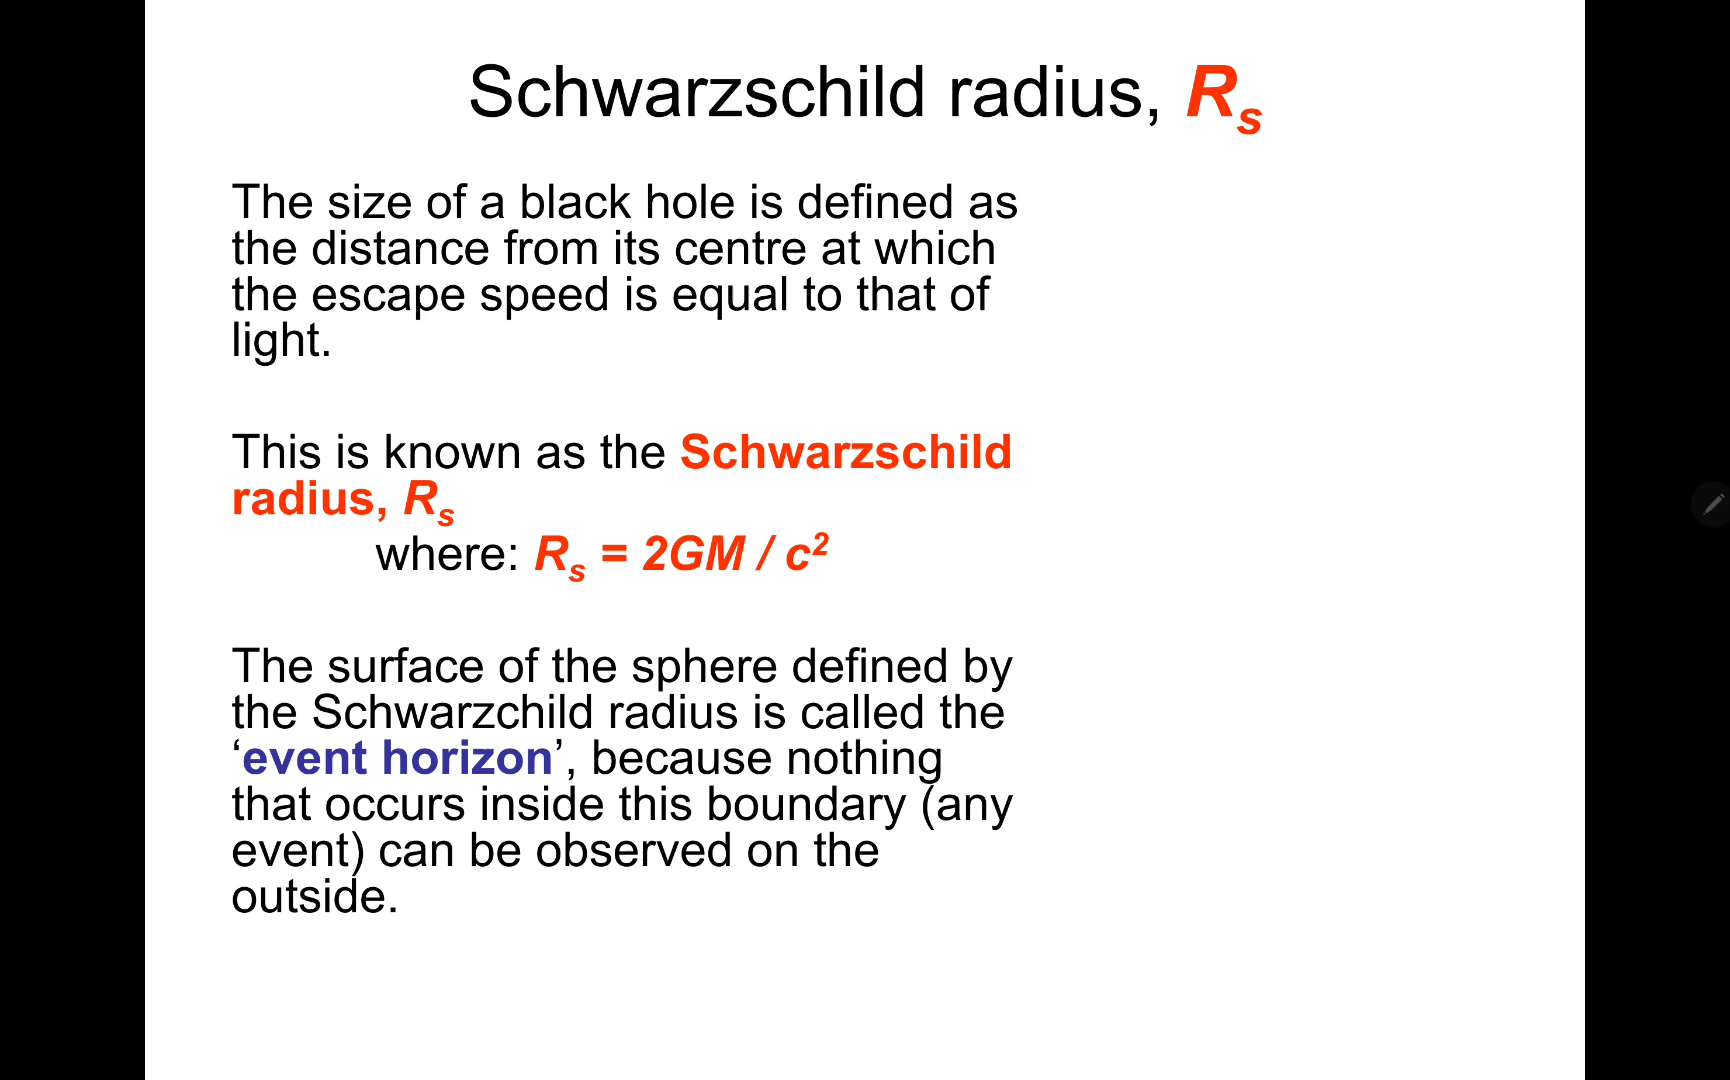 Schwarzschild radius, Rs
The size of a black hole is defined as
the distance from its centre at which
the escape speed is equal to that of
light.
This is known as the Schwarzschild
radius, Rs
where: Rs = 2GM / c²
The surface of the sphere defined by
the Schwarzchild radius is called the
‘event horizon’, because nothing
that occurs inside this boundary (any
event) can be observed on the
outside.